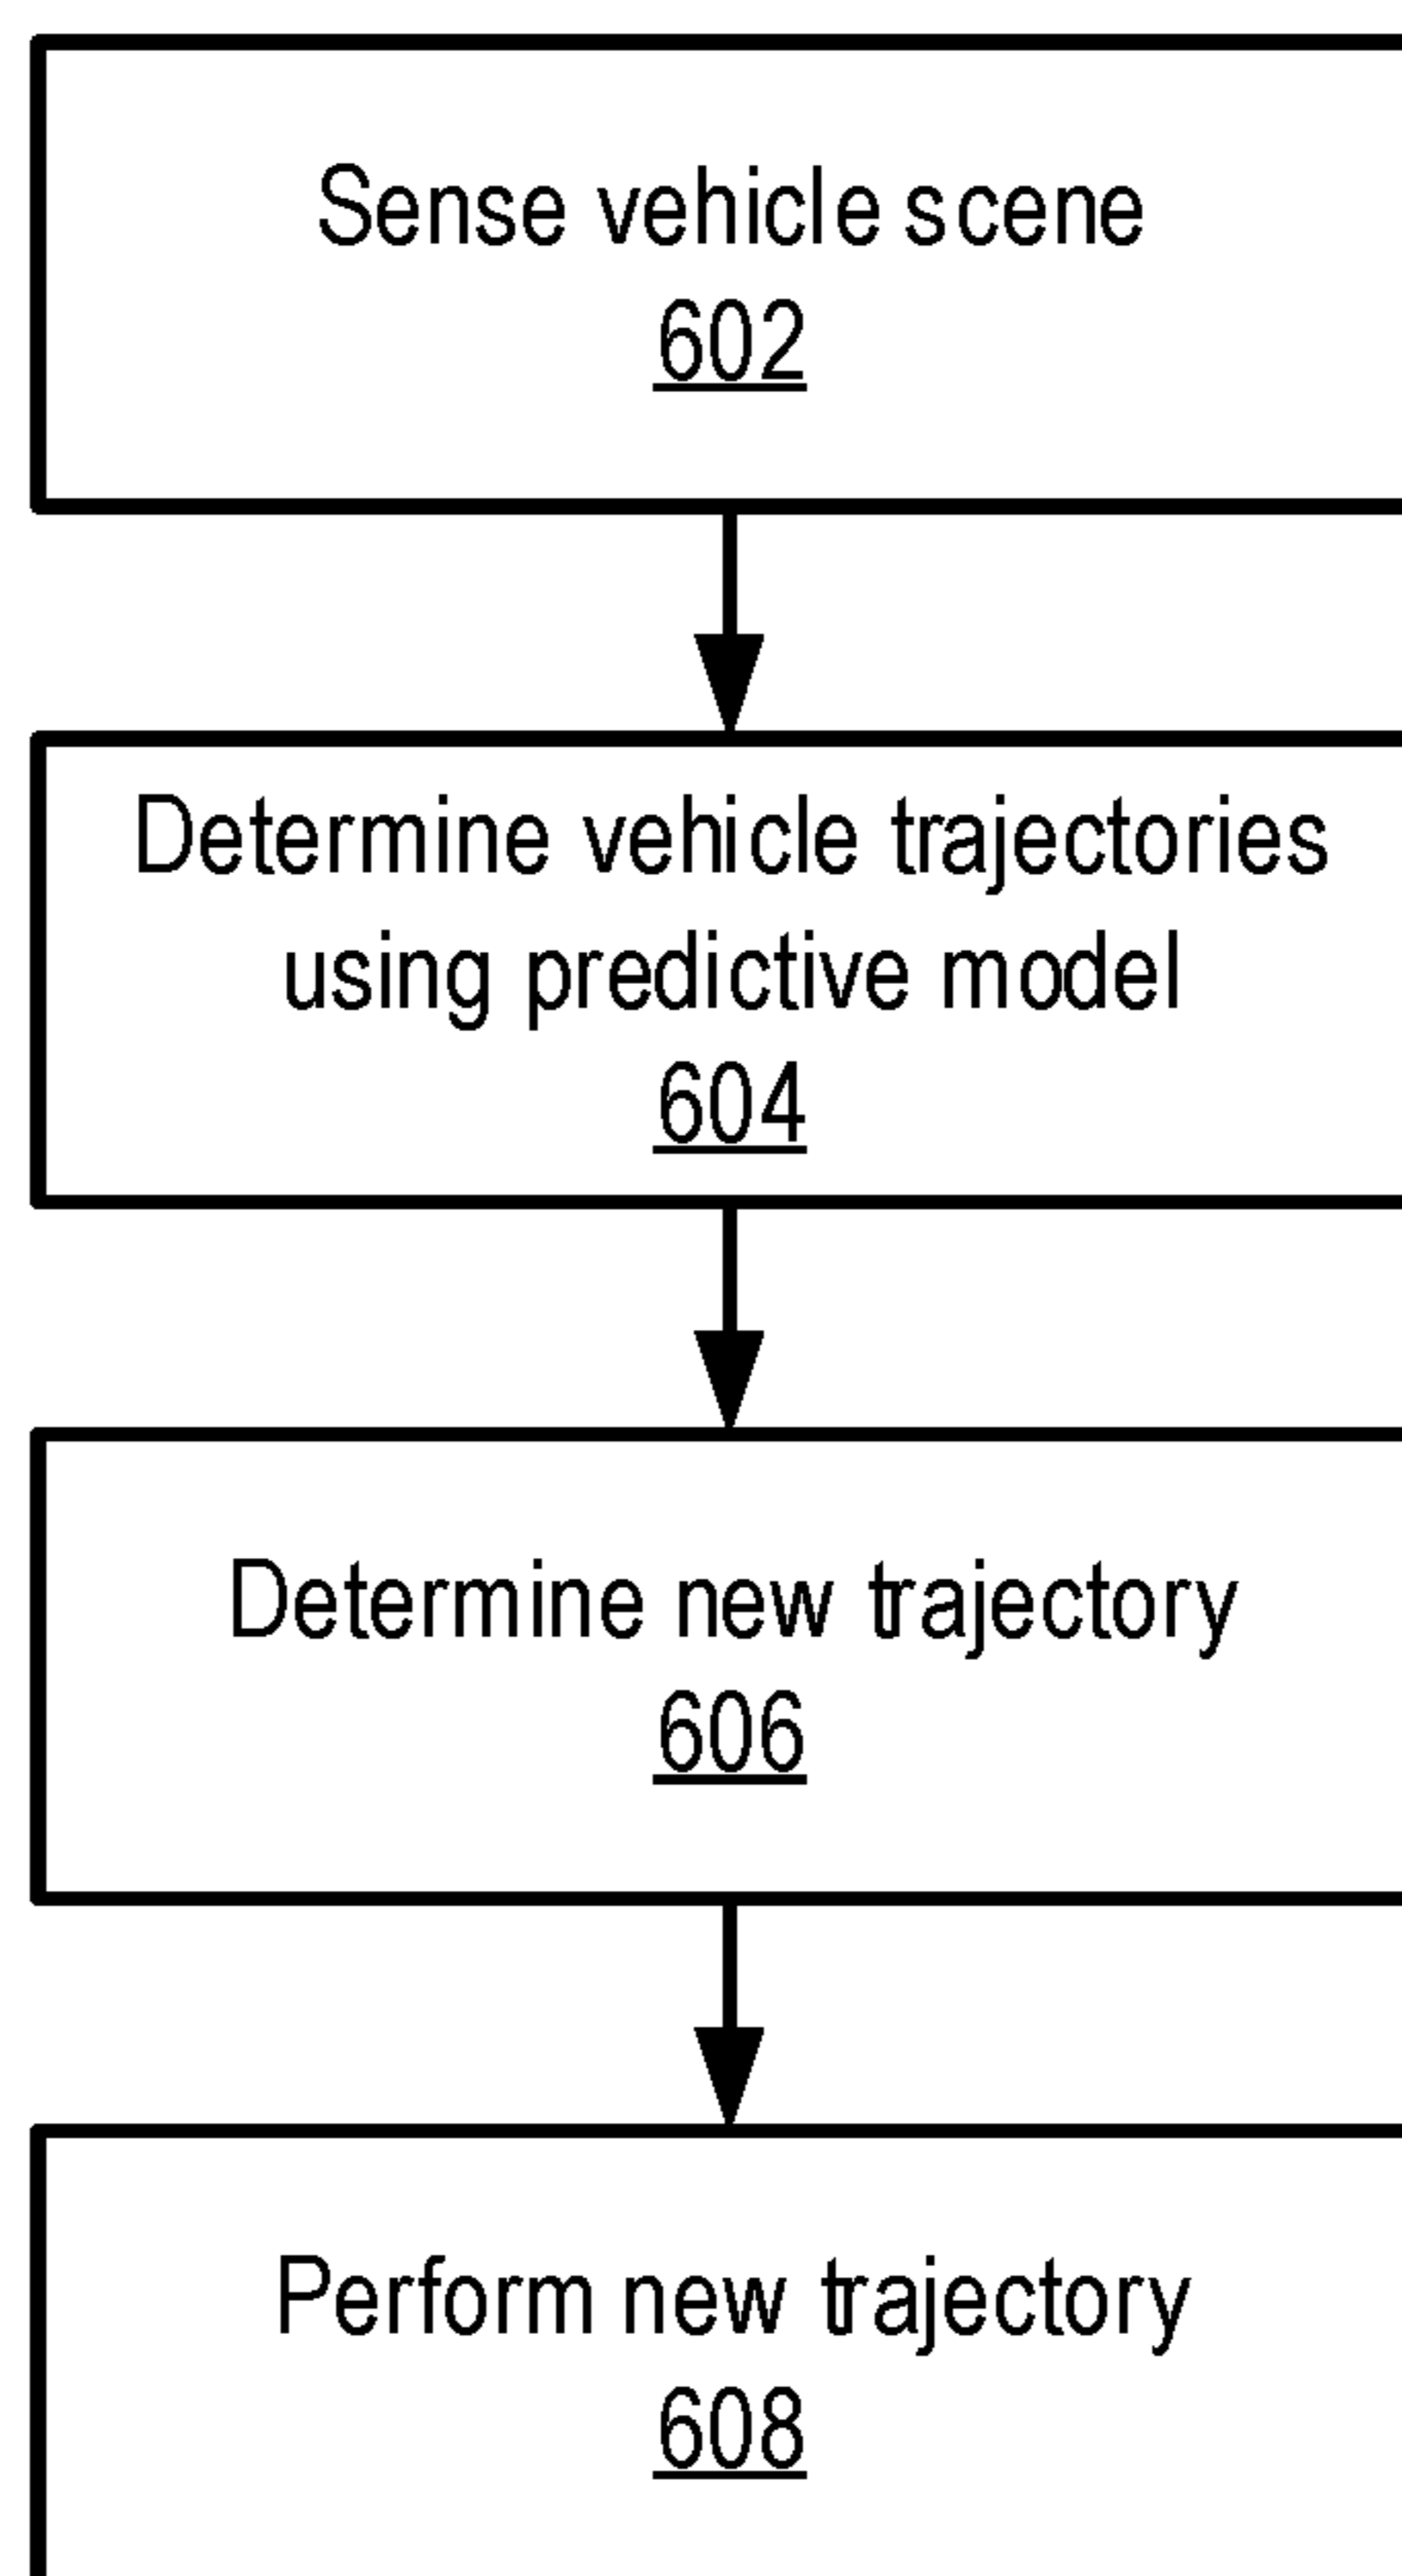 Sense vehicle scene
602
Determine vehicle trajectories
using predictive model
604
Determine new trajectory
606
Perform new trajectory
608